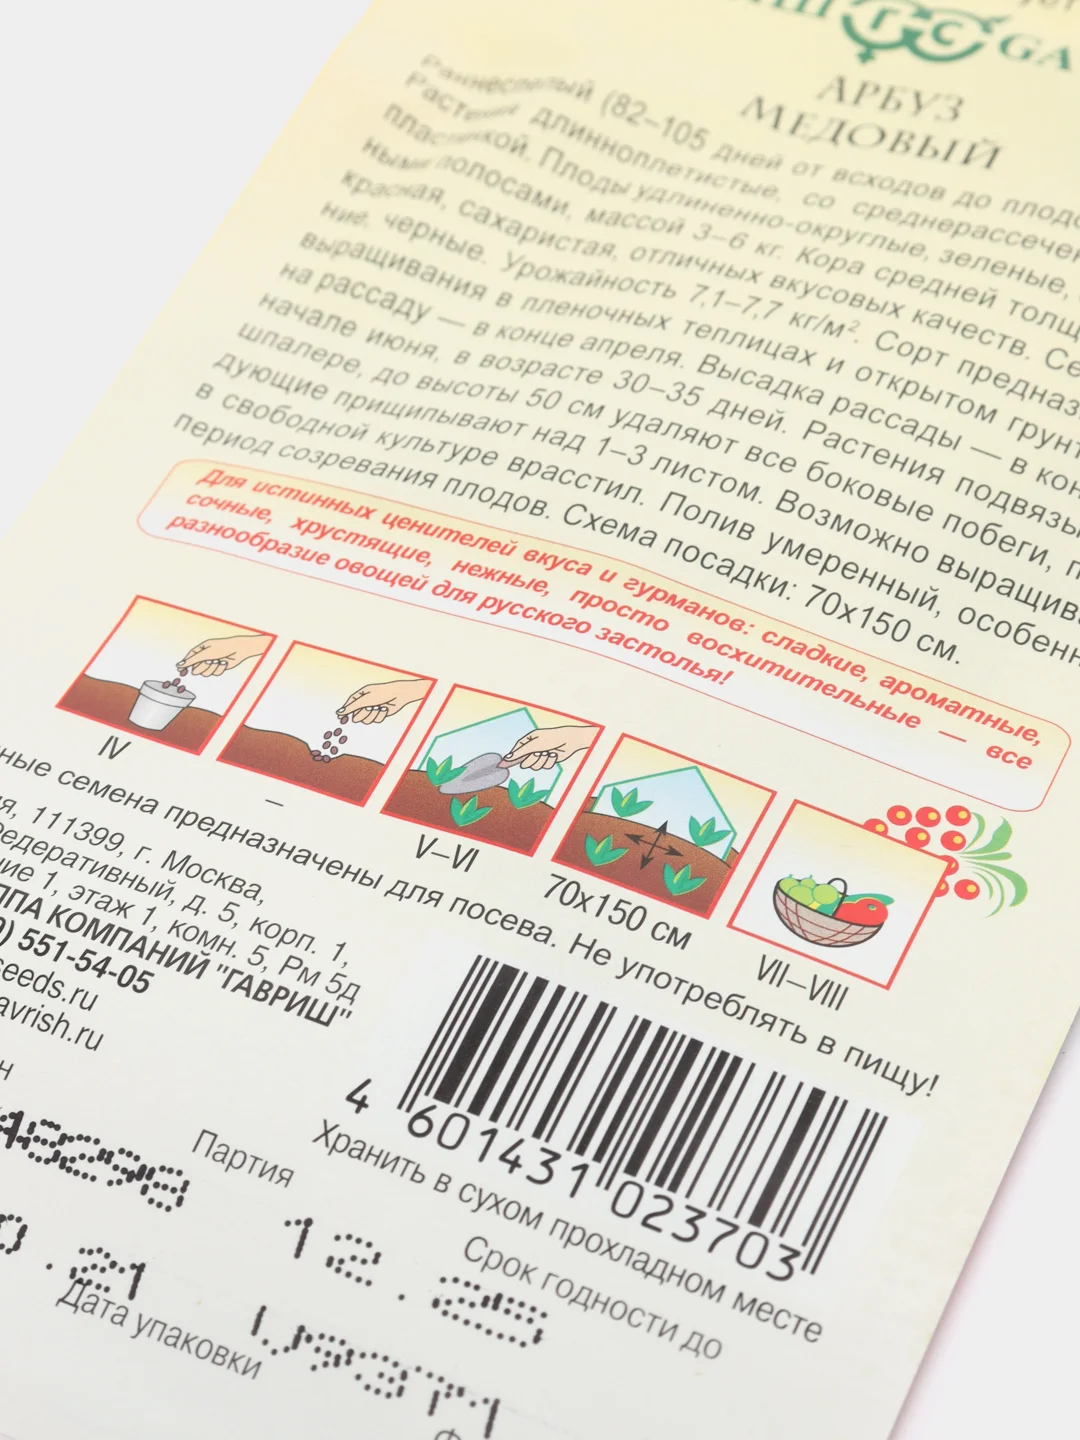 GA
АРБУЗ
МЕДОВЫЙ
Раннеспелый (82–105 дней от всходов до плодо
Растения длинноплетистые, со среднерассечен
пластинкой. Плоды удлиненно-округлые, зеленые,
ными полосами, массой 3–6 кг. Кора средней толщ
красная, сахаристая, отличных вкусовых качеств. Се
ние, черные. Урожайность 7,1–7,7 кг/м². Сорт предназ
выращивания в пленочных теплицах и открытом грунт
на рассаду — в конце апреля. Высадка рассады — в кон
начале июня, в возрасте 30–35 дней. Растения подвязы
шпалере, до высоты 50 см удаляют все боковые побеги, п
дующие прищипывают над 1–3 листом. Возможно выращив
в свободной культуре врасстил. Полив умеренный, особенн
период созревания плодов. Схема посадки: 70х150 см.
Для истинных ценителей вкуса и гурманов: сладкие, ароматные,
сочные, хрустящие, нежные, просто восхитительные — все
разнообразие овощей для русского застолья!
IV
–
V–VI
70х150 см
VII–VIII
ные семена предназначены для посева. Не употреблять в пищу!
я, 111399, г. Москва,
Федеративный, д. 5, корп. 1,
ние 1, этаж 1, комн. 5, Рм 5д
ППА КОМПАНИЙ "ГАВРИШ"
) 551-54-05
seeds.ru
avrish.ru
н
4 601431 023703
Хранить в сухом прохладном месте
Партия
12.25
Срок годности до
.21
Дата упаковки